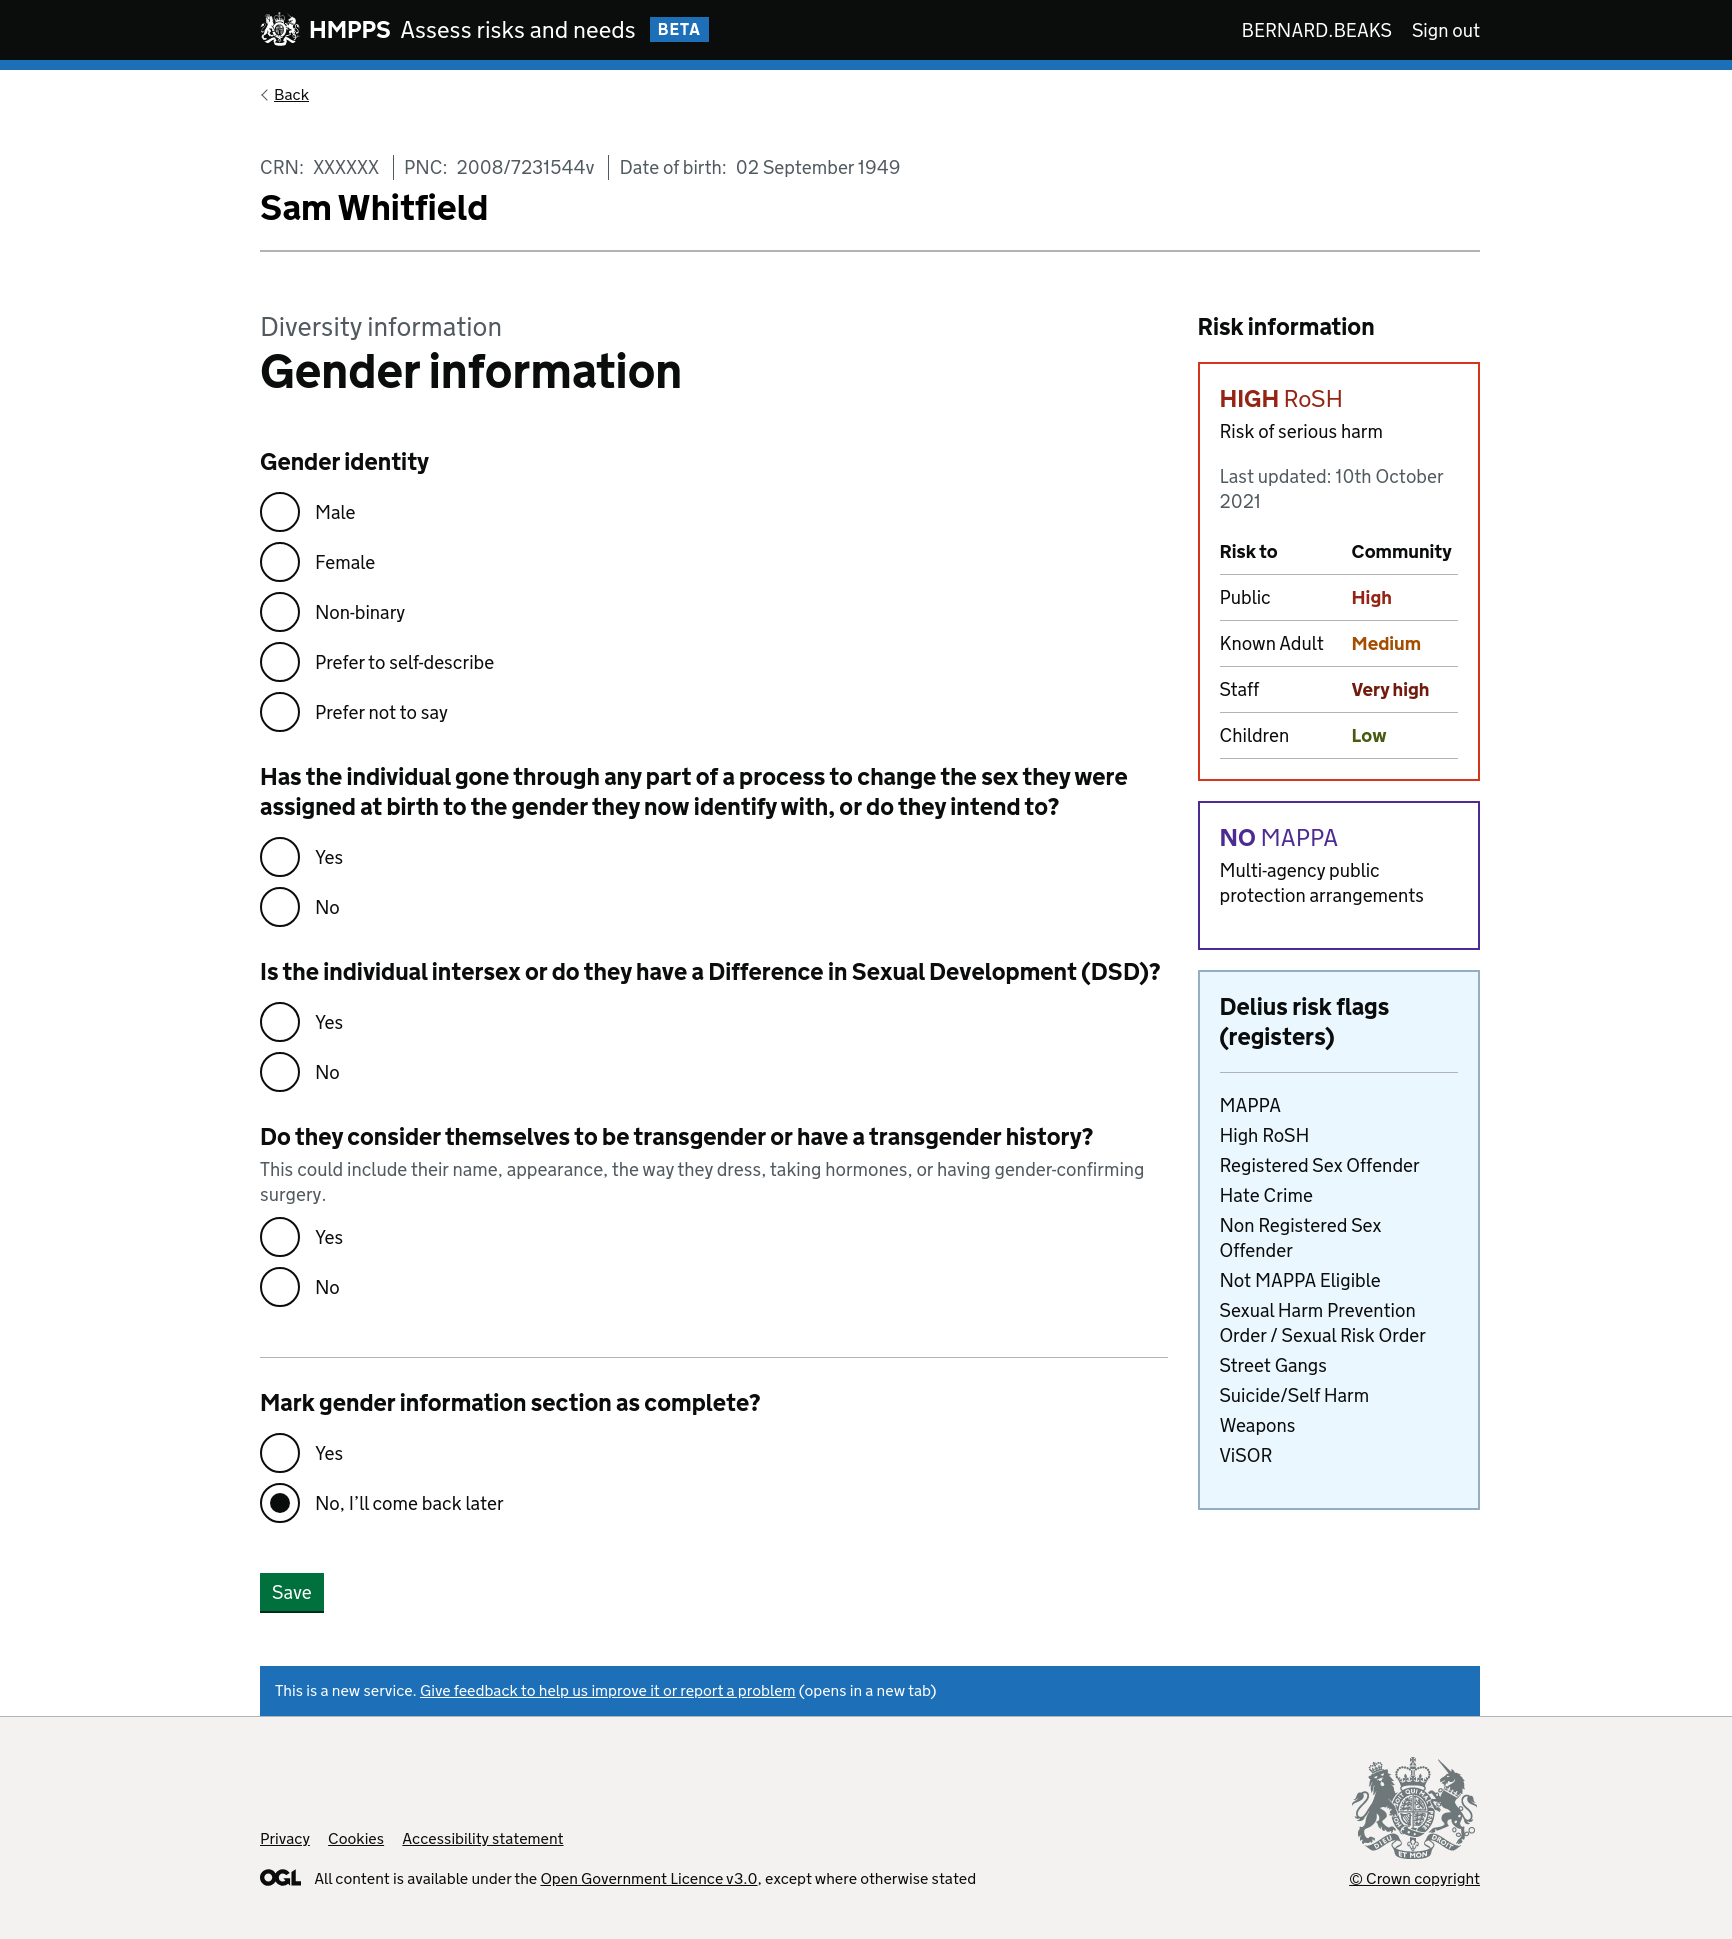 HMPPS Assess risks and needs BETA
BERNARD.BEAKS Sign out
Back
CRN: XXXXXX PNC: 2008/7231544v Date of birth: 02 September 1949
Sam Whitfield
Diversity information
Gender information
Gender identity
Male
Female
Non-binary
Prefer to self-describe
Prefer not to say
Has the individual gone through any part of a process to change the sex they were
assigned at birth to the gender they now identify with, or do they intend to?
Yes
No
Is the individual intersex or do they have a Difference in Sexual Development (DSD)?
Yes
No
Do they consider themselves to be transgender or have a transgender history?
This could include their name, appearance, the way they dress, taking hormones, or having gender-confirming
surgery.
Yes
No
Mark gender information section as complete?
Yes
No, I’ll come back later
Save
Risk information
HIGH RoSH
Risk of serious harm
Last updated: 10th October
2021
Risk to Community
Public High
Known Adult Medium
Staff Very high
Children Low
NO MAPPA
Multi-agency public
protection arrangements
Delius risk flags
(registers)
MAPPA
High RoSH
Registered Sex Offender
Hate Crime
Non Registered Sex
Offender
Not MAPPA Eligible
Sexual Harm Prevention
Order / Sexual Risk Order
Street Gangs
Suicide/Self Harm
Weapons
ViSOR
This is a new service. Give feedback to help us improve it or report a problem (opens in a new tab)
Privacy Cookies Accessibility statement
OGL All content is available under the Open Government Licence v3.0, except where otherwise stated
DIEU ET MON DROIT
© Crown copyright